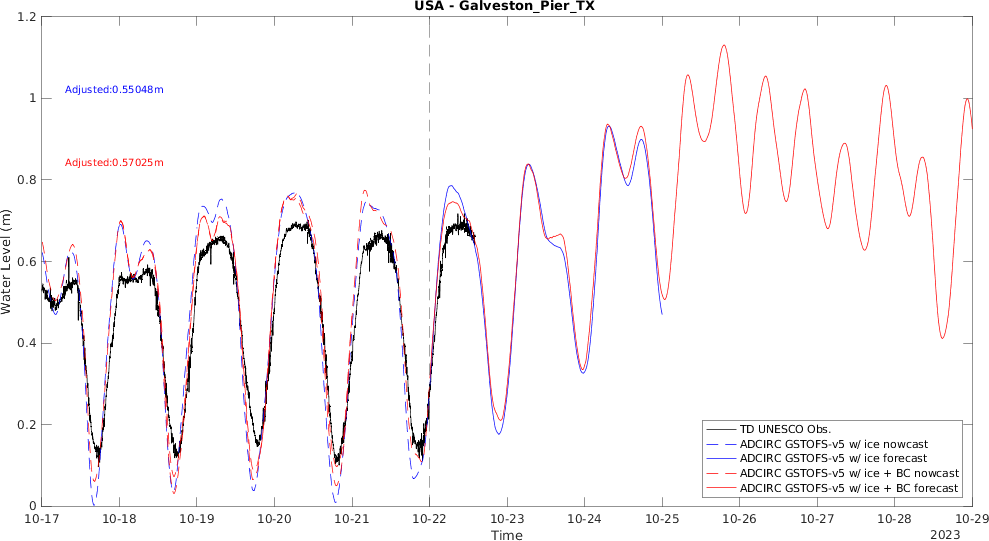 USA - Galveston_Pier_TX
1.2
1
0.8
0.6
0.4
0.2
0
Water Level (m)
Adjusted:0.55048m
Adjusted:0.57025m
TD UNESCO Obs.
ADCIRC GSTOFS-v5 w/ ice nowcast
ADCIRC GSTOFS-v5 w/ ice forecast
ADCIRC GSTOFS-v5 w/ ice + BC nowcast
ADCIRC GSTOFS-v5 w/ ice + BC forecast
10-17 10-18 10-19 10-20 10-21 10-22 10-23 10-24 10-25 10-26 10-27 10-28 10-29
Time
2023